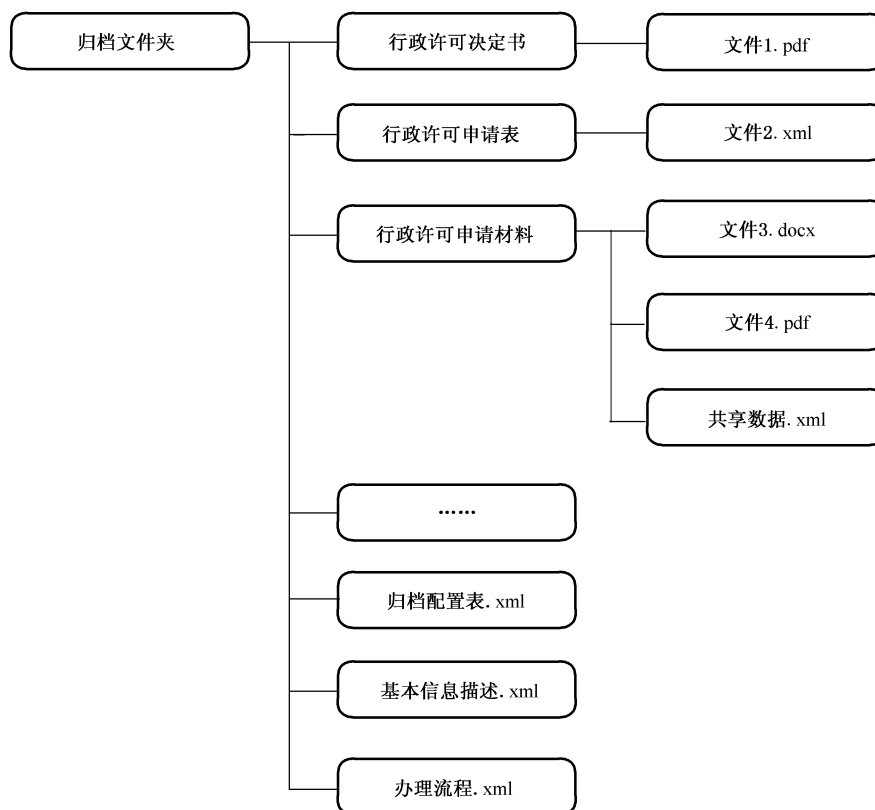 归档文件夹
行政许可决定书
文件1. pdf
行政许可申请表
文件2. xml
行政许可申请材料
文件3. docx
文件4. pdf
共享数据. xml
……
归档配置表. xml
基本信息描述. xml
办理流程. xml